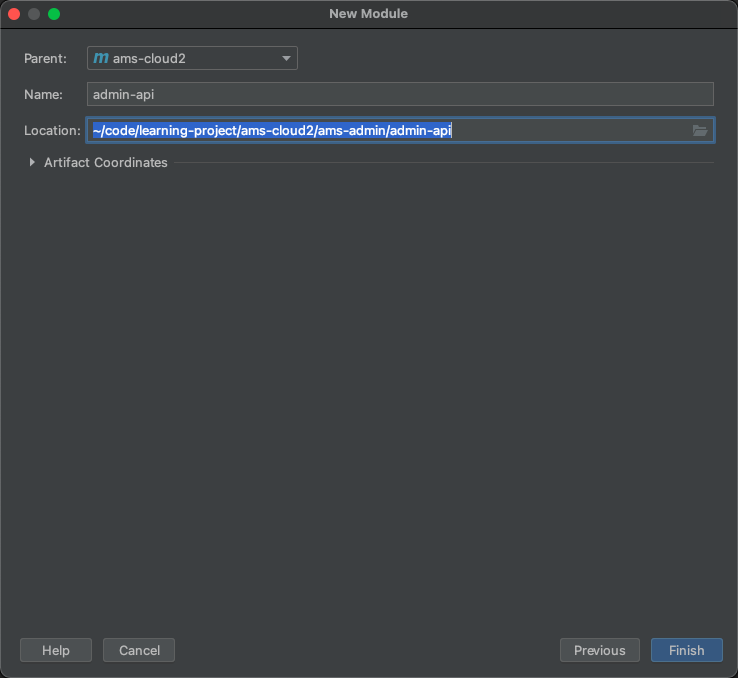 New Module
Parent: m ams-cloud2
Name: admin-api
Location: ~/code/learning-project/ams-cloud2/ams-admin/admin-api
Artifact Coordinates
Help Cancel Previous Finish